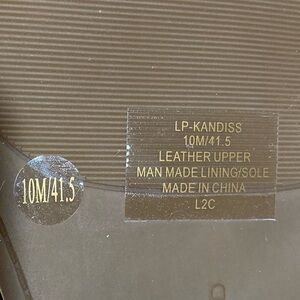 LP-KANDISS
10M/41.5
LEATHER UPPER
MAN MADE LINING/SOLE
MADE IN CHINA
L2C
10M/41.5